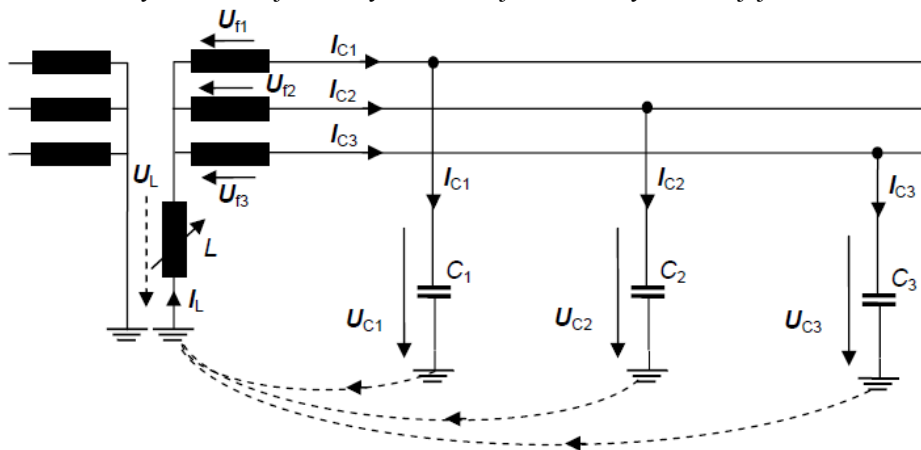 U_f1
I_C1
U_f2
I_C2
I_C3
U_L
U_f3
I_C1
I_C2
I_C3
L
C_1
C_2
C_3
I_L
U_C1
U_C2
U_C3